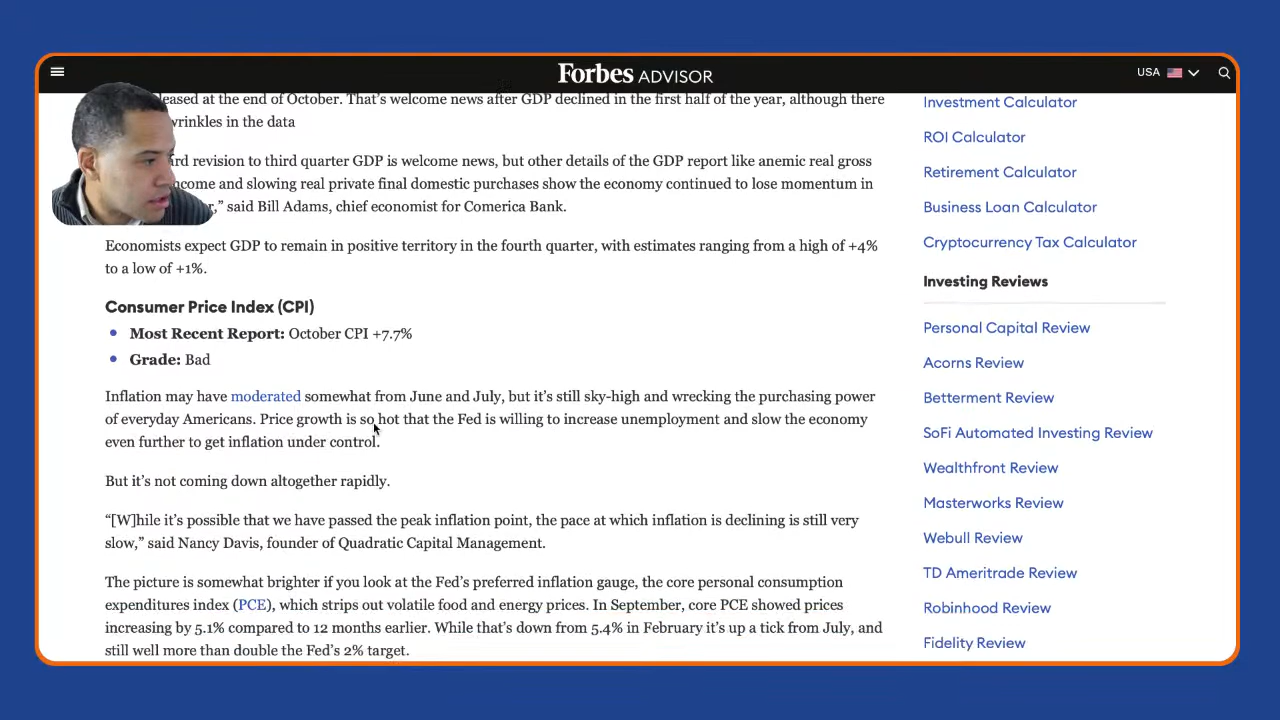 Forbes ADVISOR
USA
eased at the end of October. That’s welcome news after GDP declined in the first half of the year, although there
wrinkles in the data
revision to third quarter GDP is welcome news, but other details of the GDP report like anemic real gross
and slowing real private final domestic purchases show the economy continued to lose momentum in
said Bill Adams, chief economist for Comerica Bank.
Economists expect GDP to remain in positive territory in the fourth quarter, with estimates ranging from a high of +4%
to a low of +1%.
Consumer Price Index (CPI)
Most Recent Report: October CPI +7.7%
Grade: Bad
Inflation may have moderated somewhat from June and July, but it’s still sky-high and wrecking the purchasing power
of everyday Americans. Price growth is so hot that the Fed is willing to increase unemployment and slow the economy
even further to get inflation under control.
But it’s not coming down altogether rapidly.
“[W]hile it’s possible that we have passed the peak inflation point, the pace at which inflation is declining is still very
slow,” said Nancy Davis, founder of Quadratic Capital Management.
The picture is somewhat brighter if you look at the Fed’s preferred inflation gauge, the core personal consumption
expenditures index (PCE), which strips out volatile food and energy prices. In September, core PCE showed prices
increasing by 5.1% compared to 12 months earlier. While that’s down from 5.4% in February it’s up a tick from July, and
still well more than double the Fed’s 2% target.
Investment Calculator
ROI Calculator
Retirement Calculator
Business Loan Calculator
Cryptocurrency Tax Calculator
Investing Reviews
Personal Capital Review
Acorns Review
Betterment Review
SoFi Automated Investing Review
Wealthfront Review
Masterworks Review
Webull Review
TD Ameritrade Review
Robinhood Review
Fidelity Review